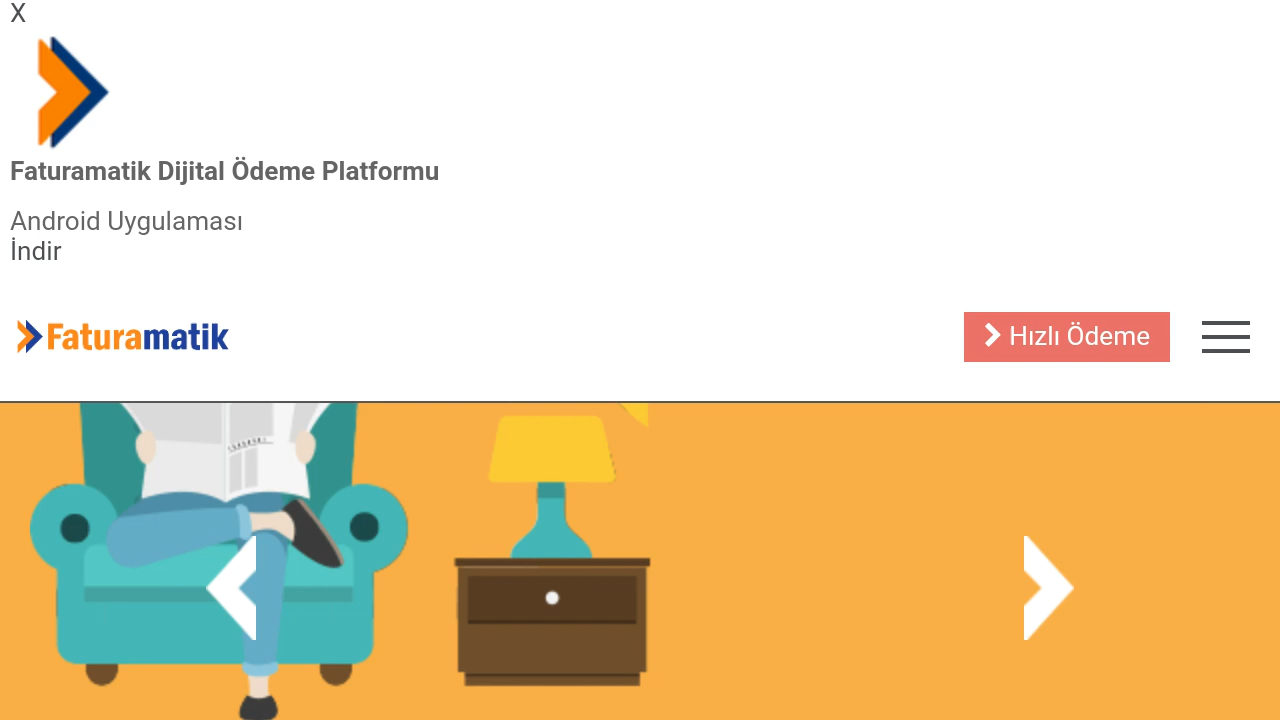 X
Faturamatik Dijital Ödeme Platformu
Android Uygulaması
İndir
Faturamatik
Hızlı Ödeme